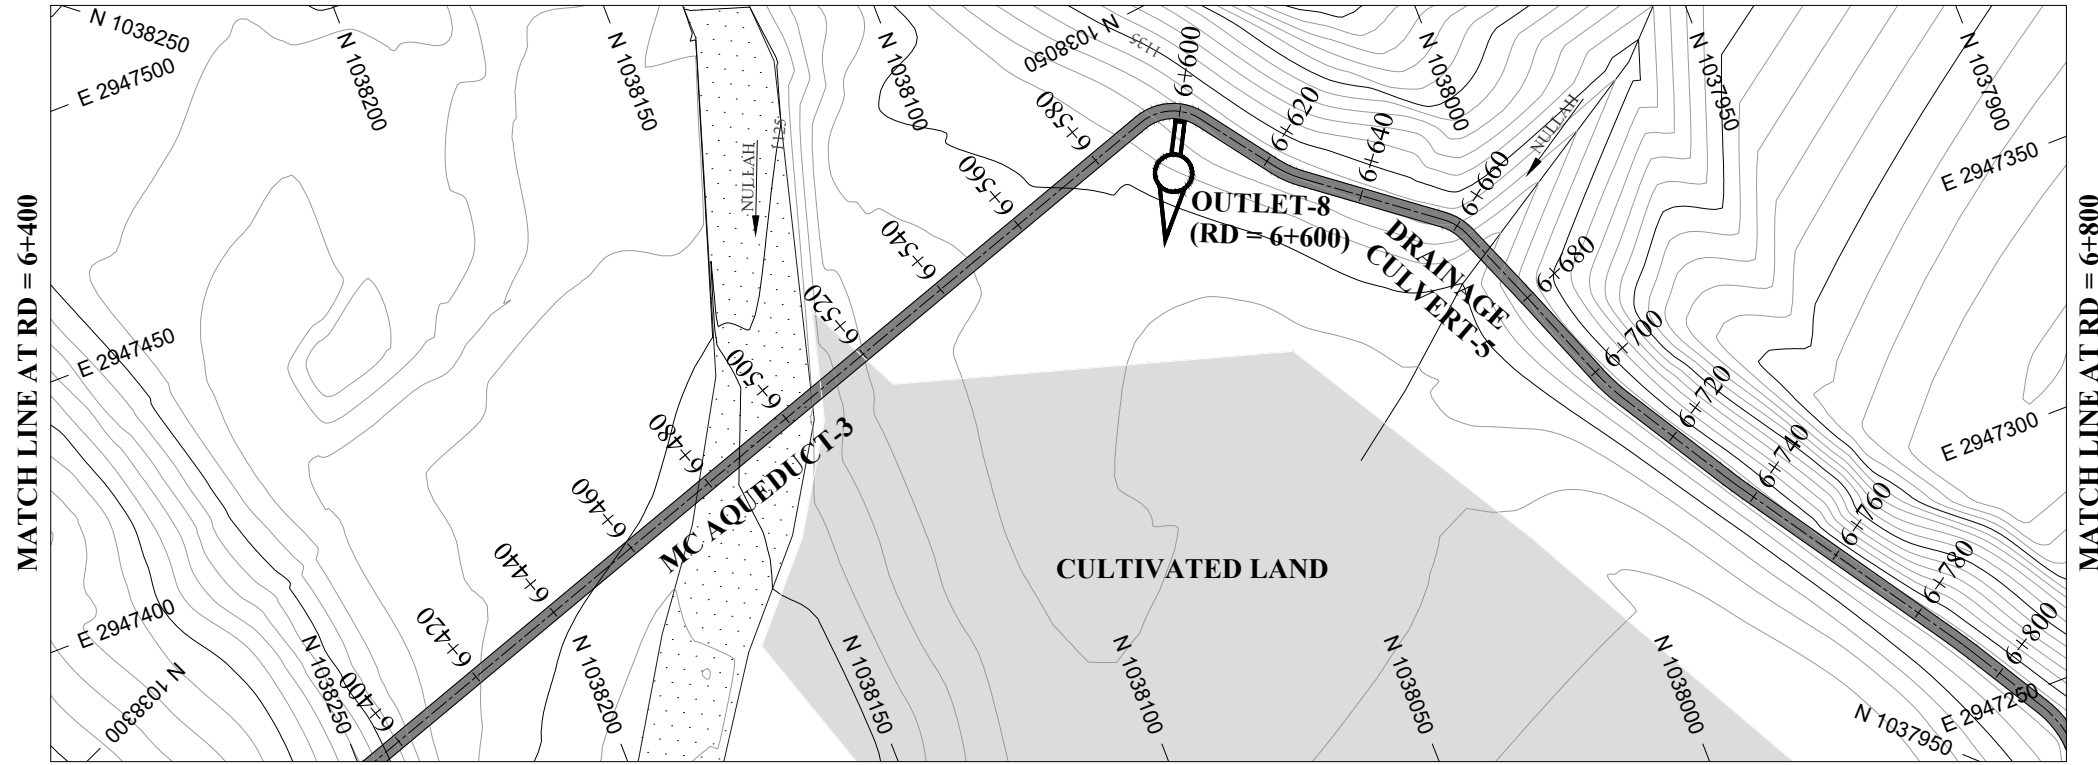 MATCH LINE AT RD = 6+400
N 1038250
E 2947500
N 1038200
N 1038150
NULLAH
1125
N 1038100
N 1038050
1135
6+600
N 1038000
NULLAH
N 1037950
N 1037900
E 2947350
6+580
6+620
6+640
6+660
6+560
OUTLET-8
(RD = 6+600)
DRAINAGE
CULVERT-5
6+540
6+680
6+520
6+700
E 2947450
6+500
6+720
6+480
MC AQUEDUCT-3
6+740
E 2947300
6+460
6+760
6+440
CULTIVATED LAND
6+780
E 2947400
6+420
6+800
N 1038300
N 1038250
6+400
N 1038200
N 1038150
N 1038100
N 1038050
N 1038000
N 1037950
E 2947250
MATCH LINE AT RD = 6+800